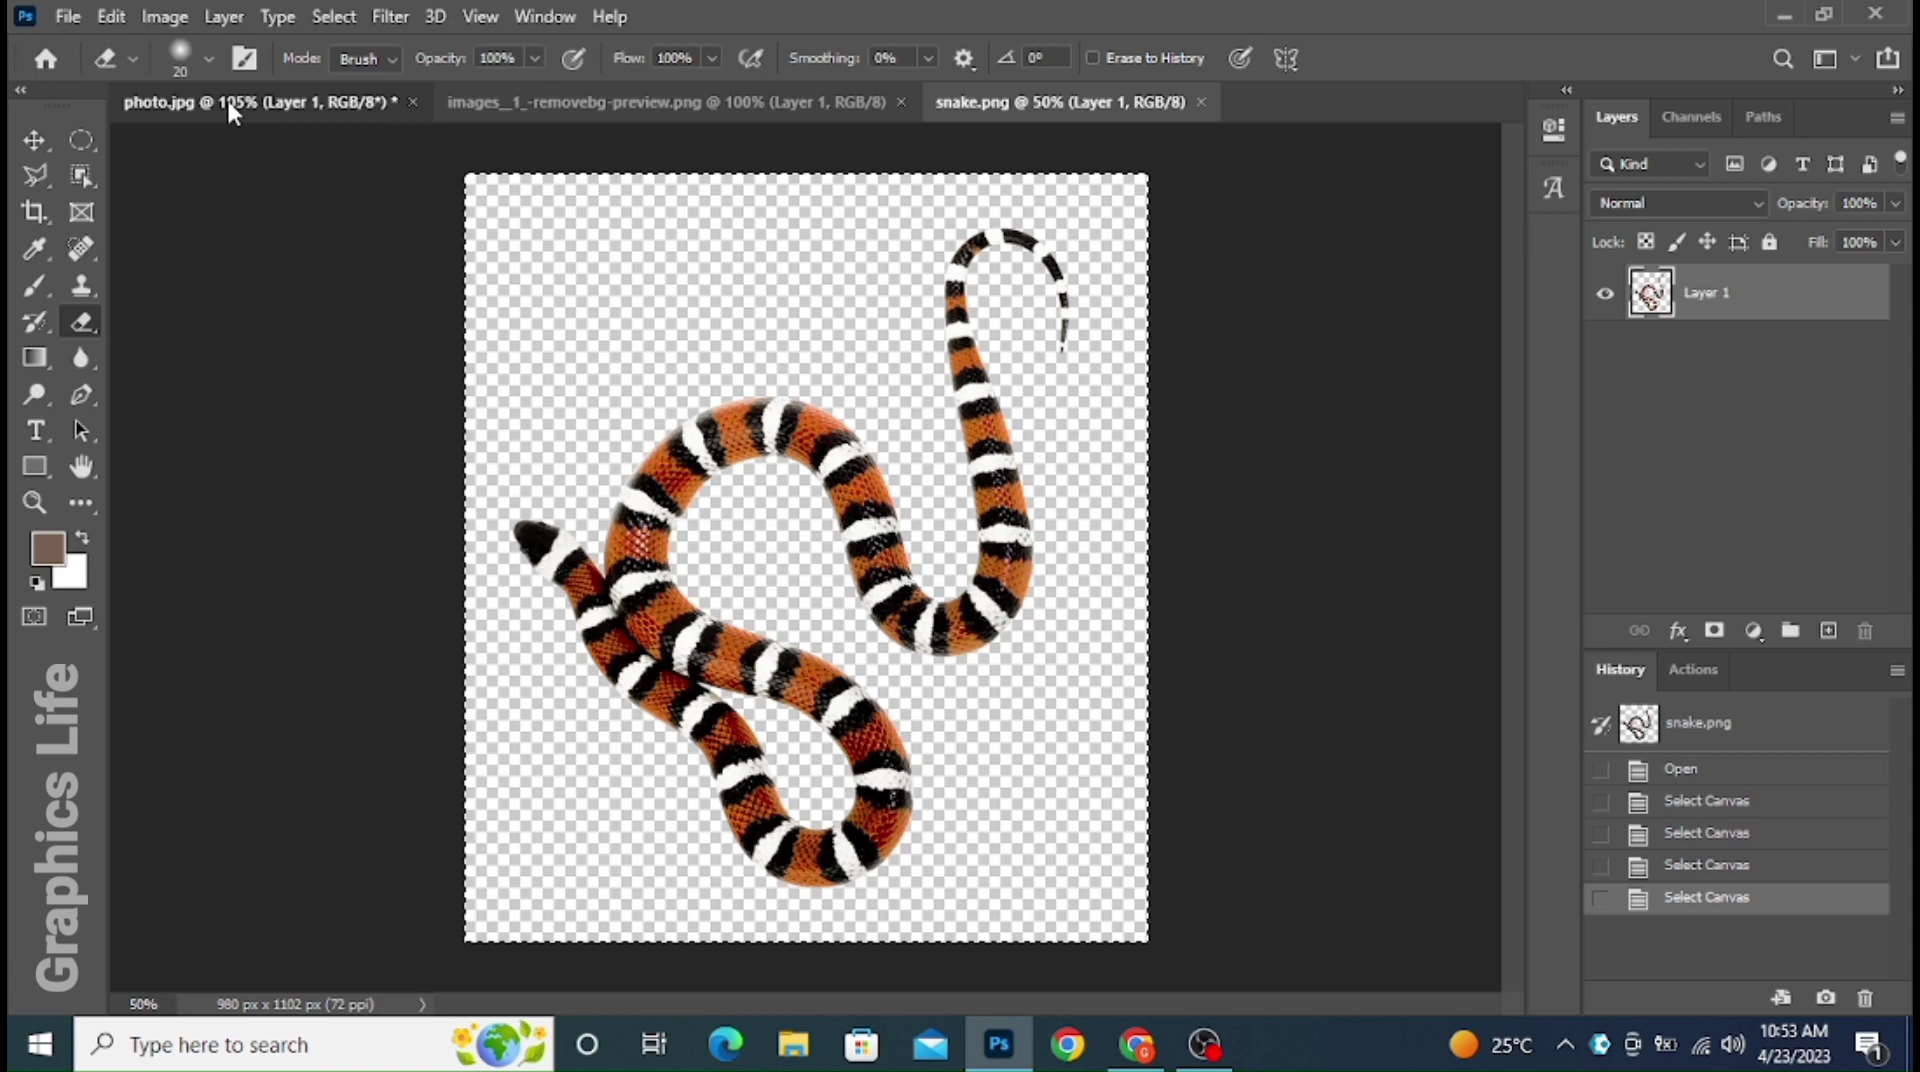 Ps File Edit Image Layer Type Select Filter 3D View Window Help
20 Mode: Brush Opacity: 100% Flow: 100% Smoothing: 0% 0° Erase to History
photo.jpg @ 105% (Layer 1, RGB/8*) * × images__1_-removebg-preview.png @ 100% (Layer 1, RGB/8) × snake.png @ 50% (Layer 1, RGB/8) ×
Layers Channels Paths
Kind
Normal Opacity: 100%
Lock: Fill: 100%
Layer 1
fx
History Actions
snake.png
Open
Select Canvas
Select Canvas
Select Canvas
Select Canvas
Graphics Life
50% 980 px x 1102 px (72 ppi)
Type here to search
Ps
G
25°C
10:53 AM
4/23/2023
1